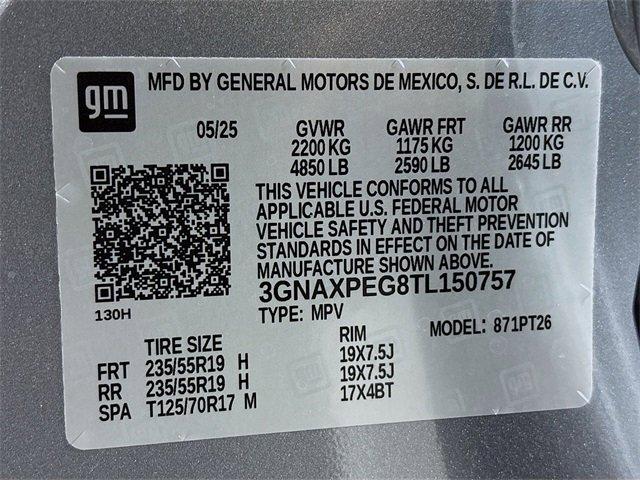 gm
MFD BY GENERAL MOTORS DE MEXICO, S. DE R.L. DE C.V.
05/25 GVWR GAWR FRT GAWR RR
2200 KG 1175 KG 1200 KG
4850 LB 2590 LB 2645 LB
THIS VEHICLE CONFORMS TO ALL
APPLICABLE U.S. FEDERAL MOTOR
VEHICLE SAFETY AND THEFT PREVENTION
STANDARDS IN EFFECT ON THE DATE OF
MANUFACTURE SHOWN ABOVE.
3GNAXPEG8TL150757
130H
TYPE: MPV MODEL: 871PT26
TIRE SIZE RIM
FRT 235/55R19 H 19X7.5J
RR 235/55R19 H 19X7.5J
SPA T125/70R17 M 17X4BT